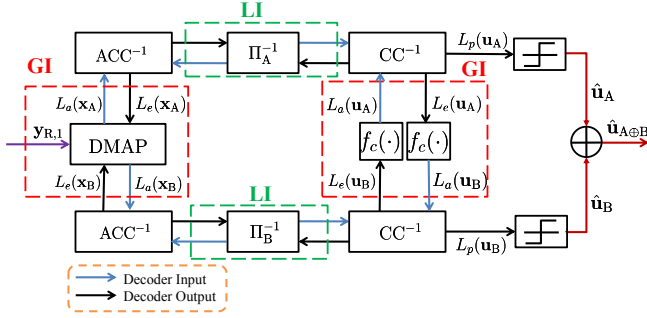 LI
ACC⁻¹
Π_A⁻¹
CC⁻¹
L_p(u_A)
GI
GI
L_a(x_A)
L_e(x_A)
L_a(u_A)
L_e(u_A)
û_A
y_R,1
DMAP
f_c(·)
f_c(·)
û_A⊕B
L_e(x_B)
L_a(x_B)
L_e(u_B)
L_a(u_B)
LI
û_B
ACC⁻¹
Π_B⁻¹
CC⁻¹
L_p(u_B)
Decoder Input
Decoder Output